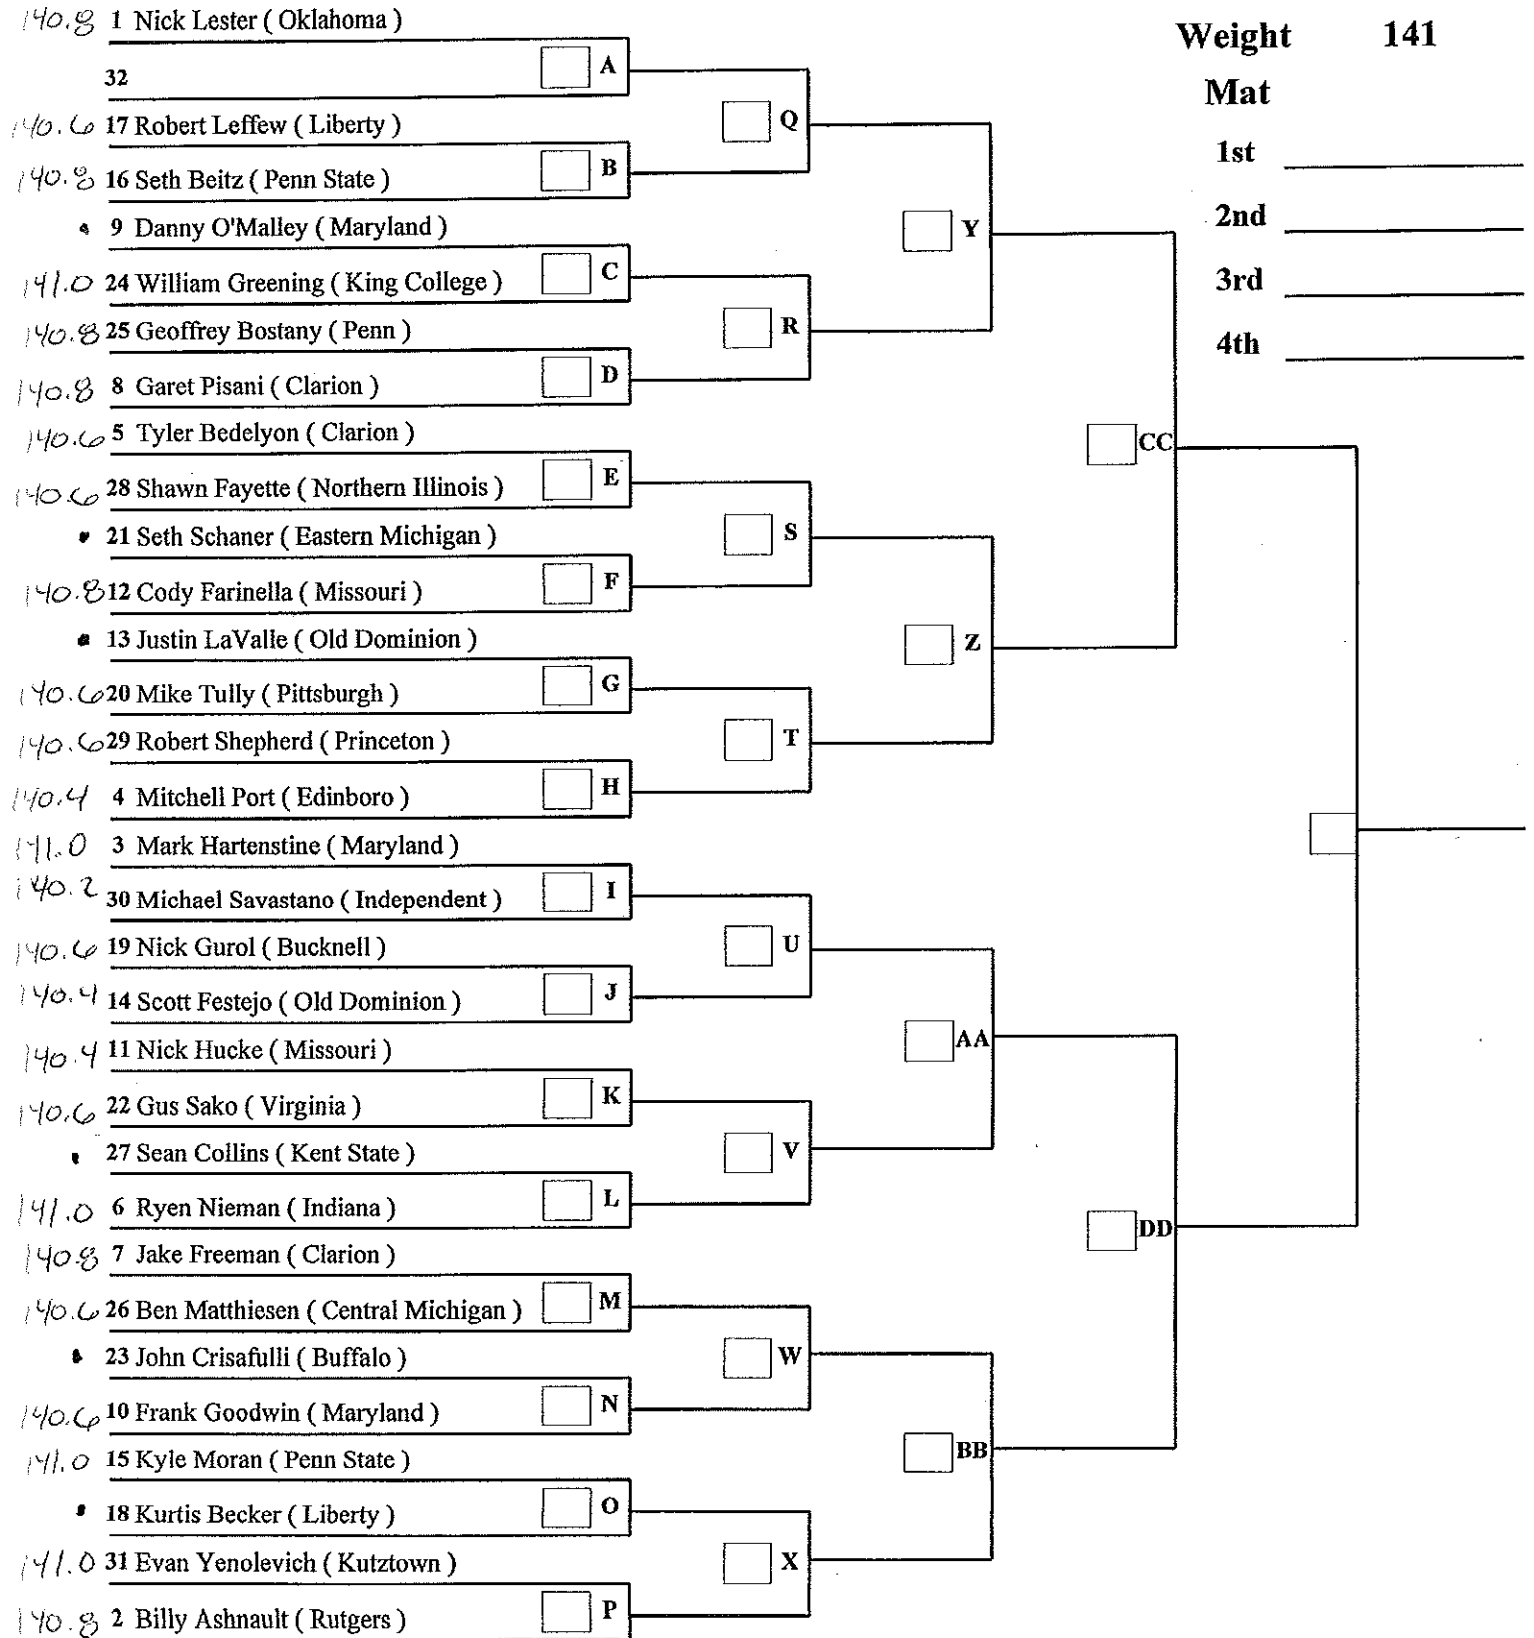 Weight 141
Mat
1st
2nd
3rd
4th
140.8 1 Nick Lester ( Oklahoma )
32
A
140.6 17 Robert Leffew ( Liberty )
Q
140.8 16 Seth Beitz ( Penn State )
B
9 Danny O'Malley ( Maryland )
Y
141.0 24 William Greening ( King College )
C
140.8 25 Geoffrey Bostany ( Penn )
R
140.8 8 Garet Pisani ( Clarion )
D
140.6 5 Tyler Bedelyon ( Clarion )
CC
140.6 28 Shawn Fayette ( Northern Illinois )
E
21 Seth Schaner ( Eastern Michigan )
S
140.8 12 Cody Farinella ( Missouri )
F
13 Justin LaValle ( Old Dominion )
Z
140.6 20 Mike Tully ( Pittsburgh )
G
140.6 29 Robert Shepherd ( Princeton )
T
140.4 4 Mitchell Port ( Edinboro )
H
141.0 3 Mark Hartenstine ( Maryland )
140.2 30 Michael Savastano ( Independent )
I
140.6 19 Nick Gurol ( Bucknell )
U
140.4 14 Scott Festejo ( Old Dominion )
J
140.4 11 Nick Hucke ( Missouri )
AA
140.6 22 Gus Sako ( Virginia )
K
27 Sean Collins ( Kent State )
V
141.0 6 Ryen Nieman ( Indiana )
L
140.8 7 Jake Freeman ( Clarion )
DD
140.6 26 Ben Matthiesen ( Central Michigan )
M
23 John Crisafulli ( Buffalo )
W
140.6 10 Frank Goodwin ( Maryland )
N
141.0 15 Kyle Moran ( Penn State )
BB
18 Kurtis Becker ( Liberty )
O
141.0 31 Evan Yenolevich ( Kutztown )
X
140.8 2 Billy Ashnault ( Rutgers )
P